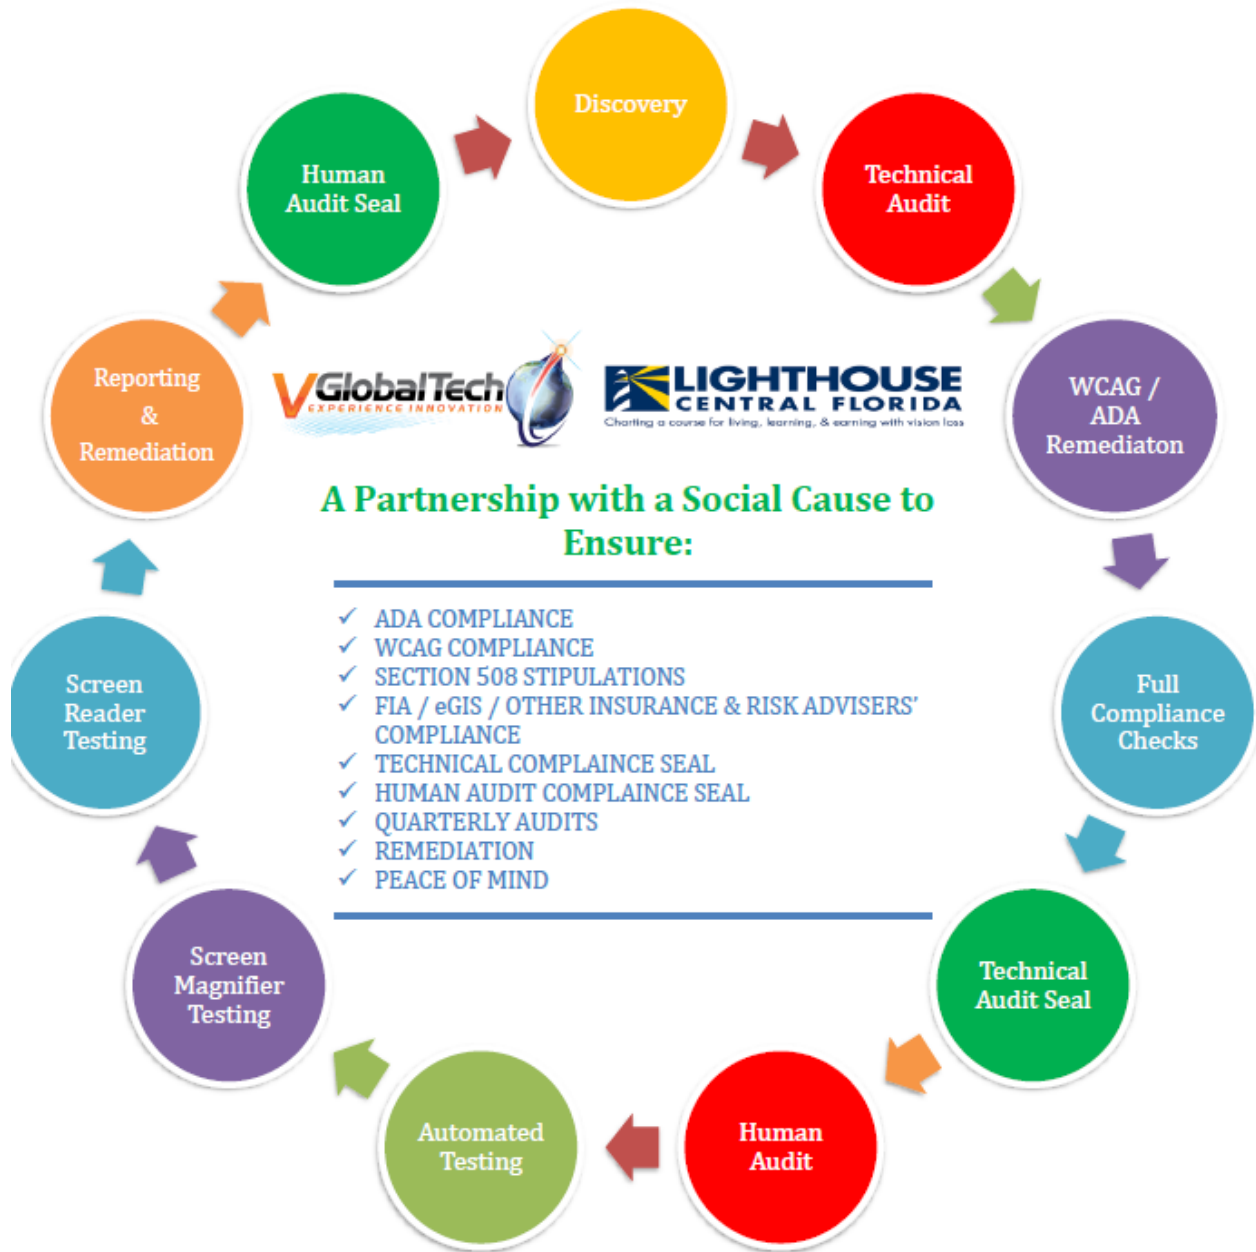 Discovery
Technical
Audit
WCAG /
ADA
Remediaton
Full
Compliance
Checks
Technical
Audit Seal
Human
Audit
Automated
Testing
Screen
Magnifier
Testing
Screen
Reader
Testing
Reporting
&
Remediation
Human
Audit Seal
VGlobalTech
EXPERIENCE INNOVATION
LIGHTHOUSE
CENTRAL FLORIDA
Charting a course for living, learning, & earning with vision loss
A Partnership with a Social Cause to
Ensure:
✓ ADA COMPLIANCE
✓ WCAG COMPLIANCE
✓ SECTION 508 STIPULATIONS
✓ FIA / eGIS / OTHER INSURANCE & RISK ADVISERS’
COMPLIANCE
✓ TECHNICAL COMPLAINCE SEAL
✓ HUMAN AUDIT COMPLAINCE SEAL
✓ QUARTERLY AUDITS
✓ REMEDIATION
✓ PEACE OF MIND